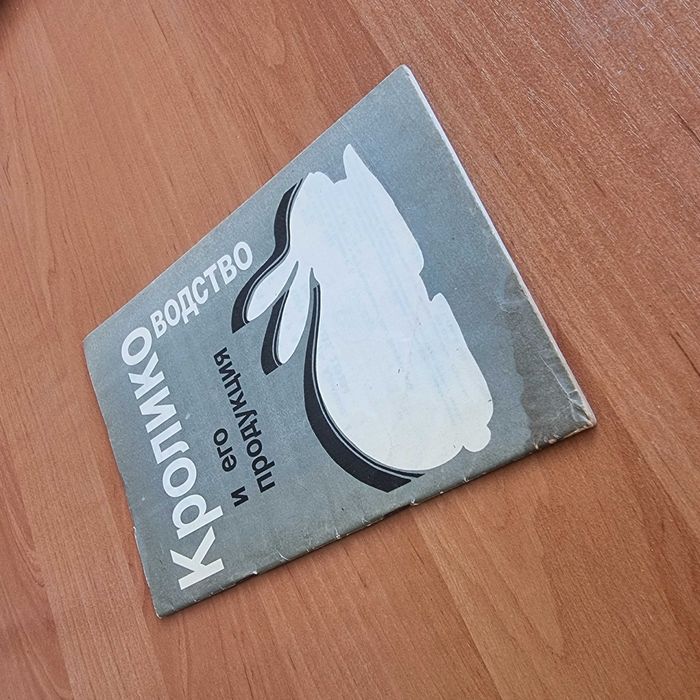 Кролико
водство
и его
продукция